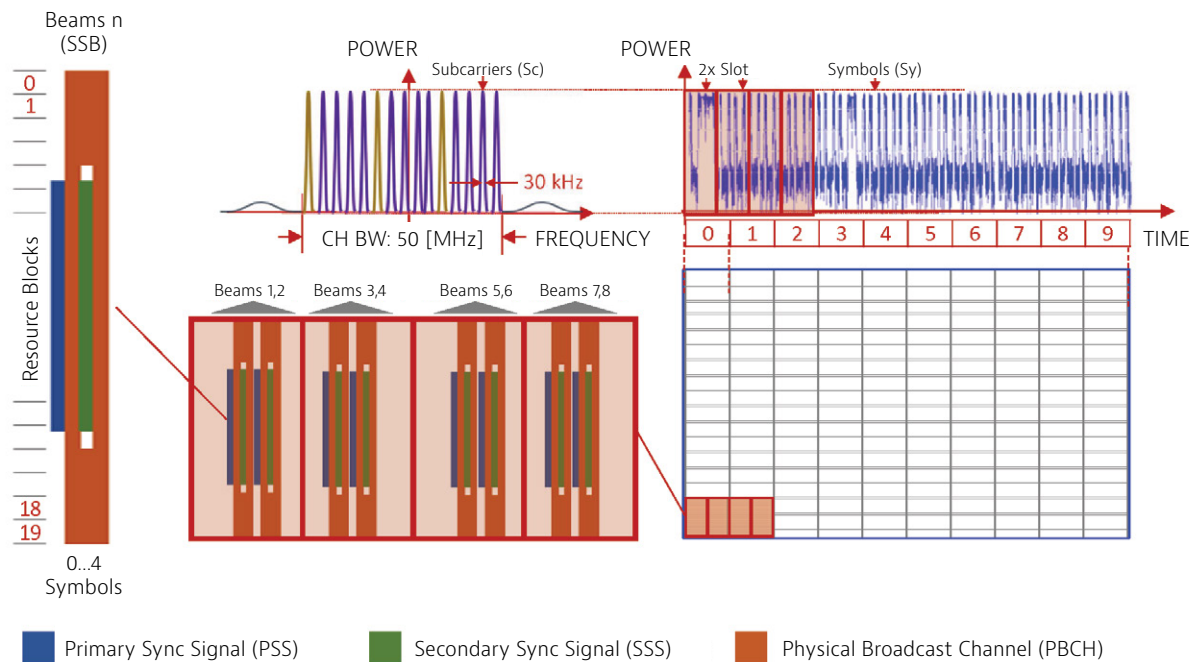 Beams n
(SSB)
0
1
Resource Blocks
18
19
0...4
Symbols
POWER
Subcarriers (Sc)
30 kHz
CH BW: 50 [MHz]
FREQUENCY
POWER
2x Slot
Symbols (Sy)
0 1 2 3 4 5 6 7 8 9
TIME
Beams 1,2
Beams 3,4
Beams 5,6
Beams 7,8
Primary Sync Signal (PSS)
Secondary Sync Signal (SSS)
Physical Broadcast Channel (PBCH)